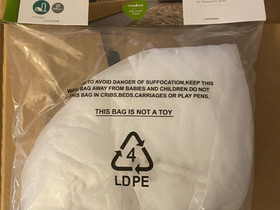 TO AVOID DANGER OF SUFFOCATION,KEEP THIS
BAG AWAY FROM BABIES AND CHILDREN.DO NOT
THIS BAG IN CRIBS.BEDS.CARRIAGES OR PLAY PENS.
THIS BAG IS NOT A TOY
4
LDPE